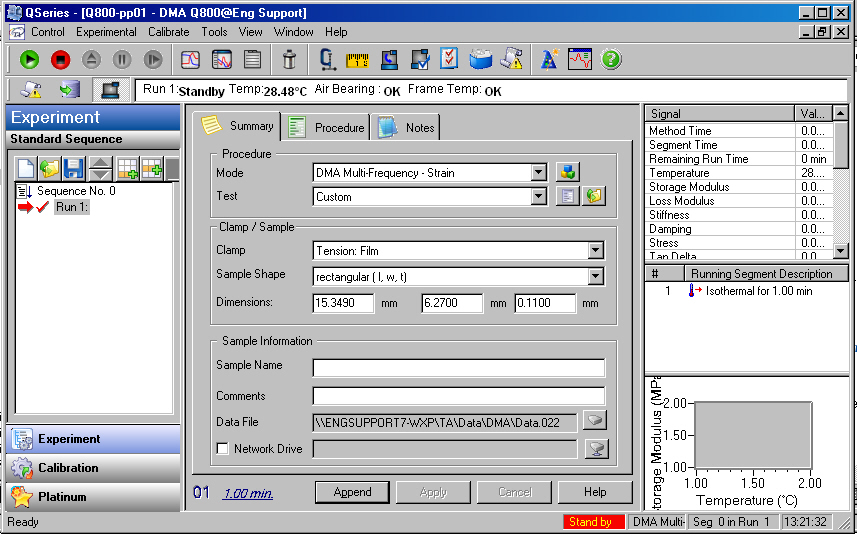 QSeries - [Q800-pp01 - DMA Q800@Eng Support]
Control Experimental Calibrate Tools View Window Help
Run 1: Standby Temp: 28.48°C Air Bearing : OK Frame Temp: OK
Experiment
Standard Sequence
Sequence No. 0
Run 1:
Experiment
Calibration
Platinum
Summary Procedure Notes
Procedure
Mode DMA Multi-Frequency - Strain
Test Custom
Clamp / Sample
Clamp Tension: Film
Sample Shape rectangular ( l, w, t)
Dimensions: 15.3490 mm 6.2700 mm 0.1100 mm
Sample Information
Sample Name
Comments
Data File \\ENGSUPPORT7-WXP\TA\Data\DMA\Data.022
Network Drive
01 1.00 min. Append Apply Cancel Help
Signal Val...
Method Time 0.0...
Segment Time 0.0...
Remaining Run Time 0 min
Temperature 28....
Storage Modulus 0.0...
Loss Modulus 0.0...
Stiffness 0.0...
Damping 0.0...
Stress 0.0...
Tan Delta 0.0
# Running Segment Description
1 Isothermal for 1.00 min
Storage Modulus (MPa
2.00
1.50
1.00
1.00 1.50 2.00
Temperature (°C)
Ready Stand by DMA Multi- Seg 0 in Run 1 13:21:32